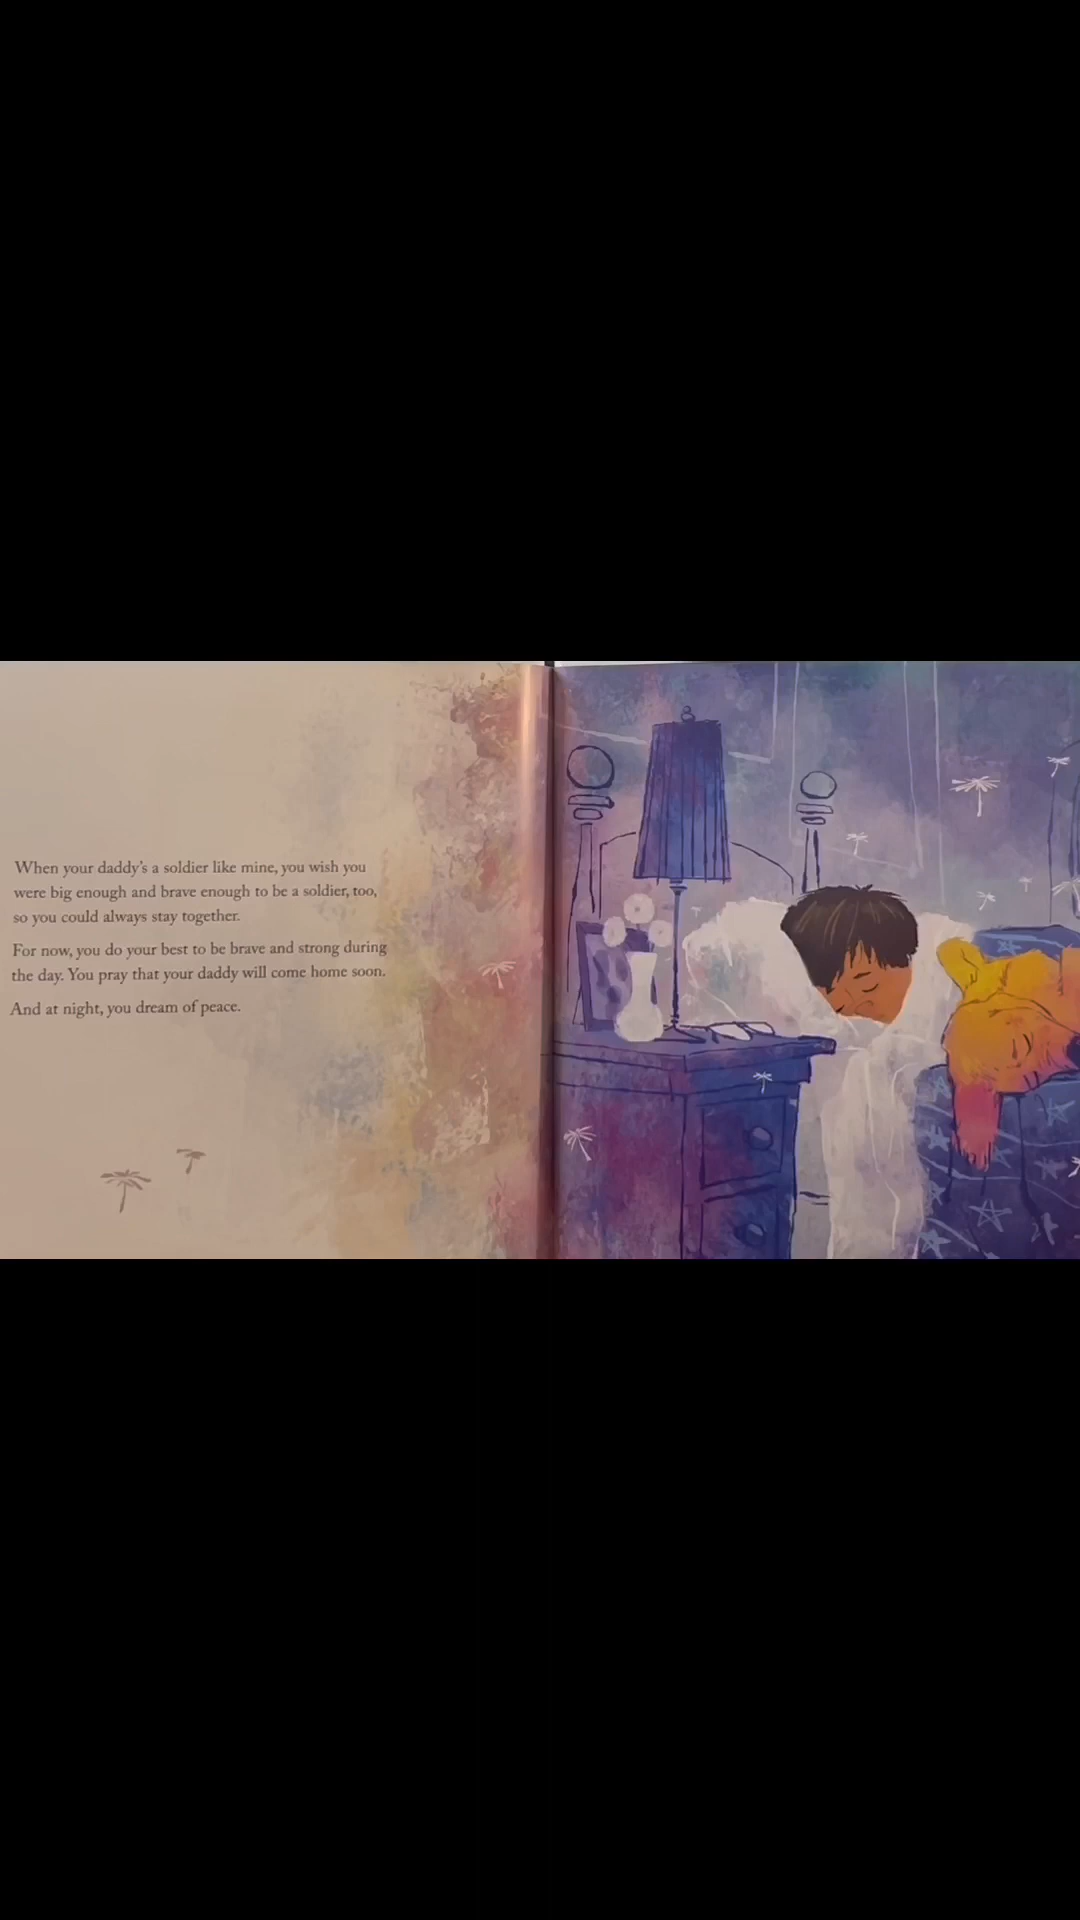 When your daddy's a soldier like mine, you wish you
were big enough and brave enough to be a soldier, too,
so you could always stay together.
For now, you do your best to be brave and strong during
the day. You pray that your daddy will come home soon.
And at night, you dream of peace.